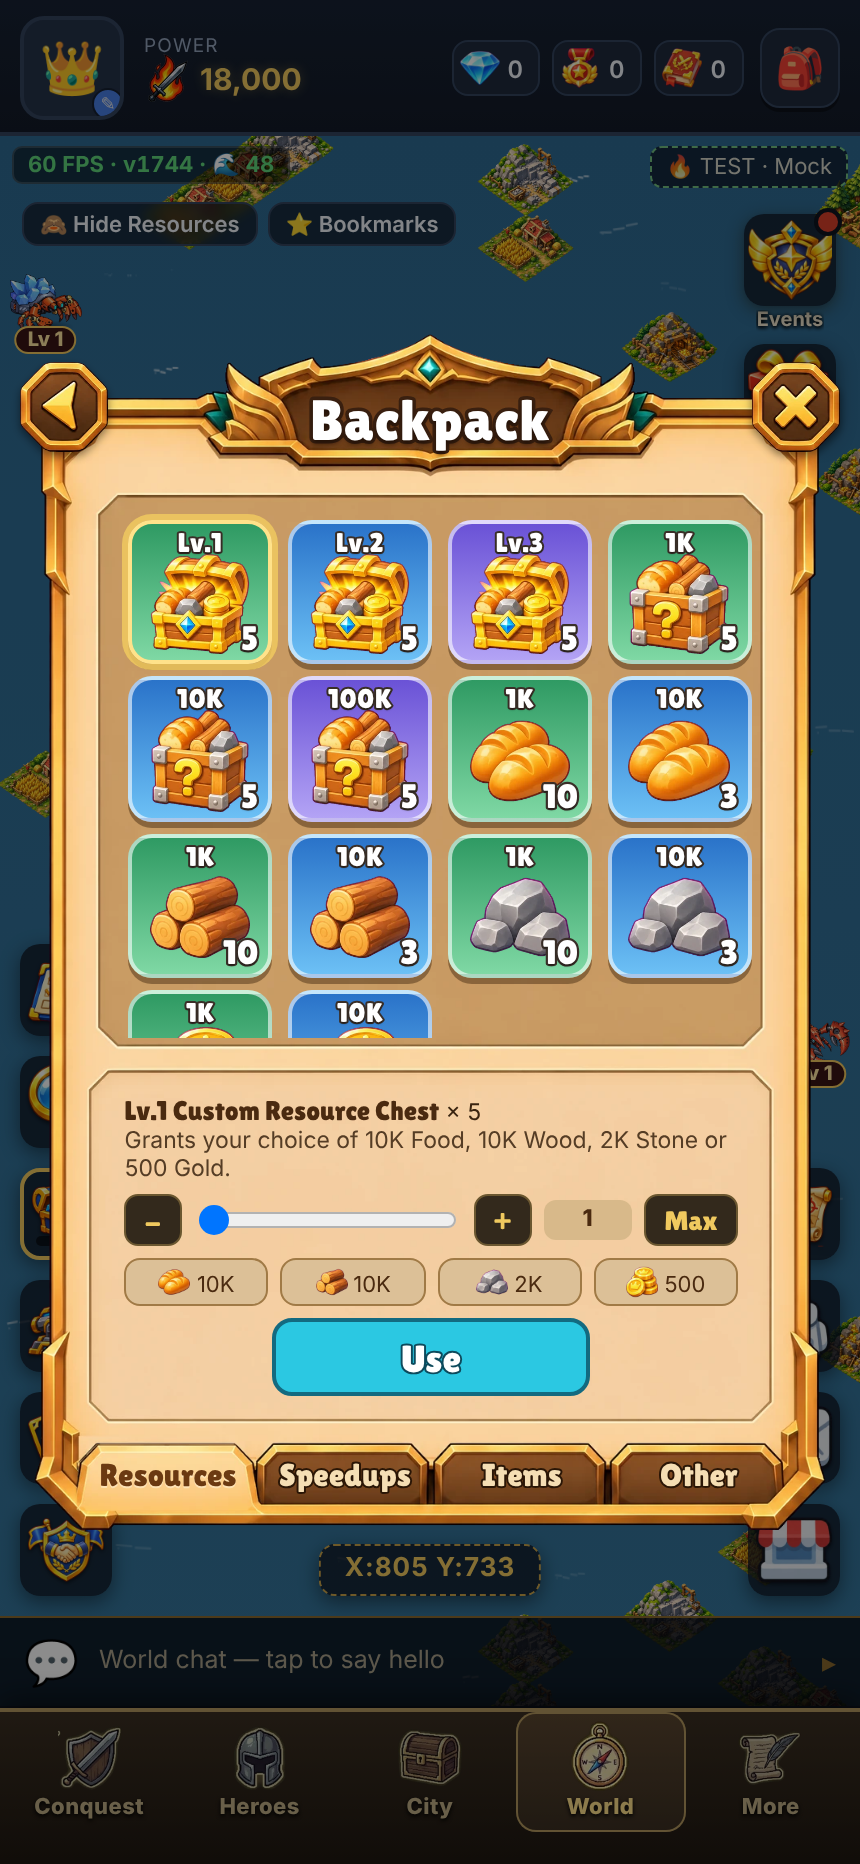 POWER
18,000
0
0
0
60 FPS · v1744 · 🌊 48
🔥 TEST · Mock
🙈 Hide Resources
⭐ Bookmarks
Events
Lv 1
Backpack
Lv.1
5
Lv.2
5
Lv.3
5
1K
?
5
10K
?
5
100K
?
5
1K
10
10K
3
1K
10
10K
3
1K
10
10K
3
1K
10K
v 1
Lv.1 Custom Resource Chest × 5
Grants your choice of 10K Food, 10K Wood, 2K Stone or
500 Gold.
–
+
1
Max
10K
10K
2K
500
Use
Resources
Speedups
Items
Other
X:805 Y:733
World chat — tap to say hello
Conquest
Heroes
City
World
More